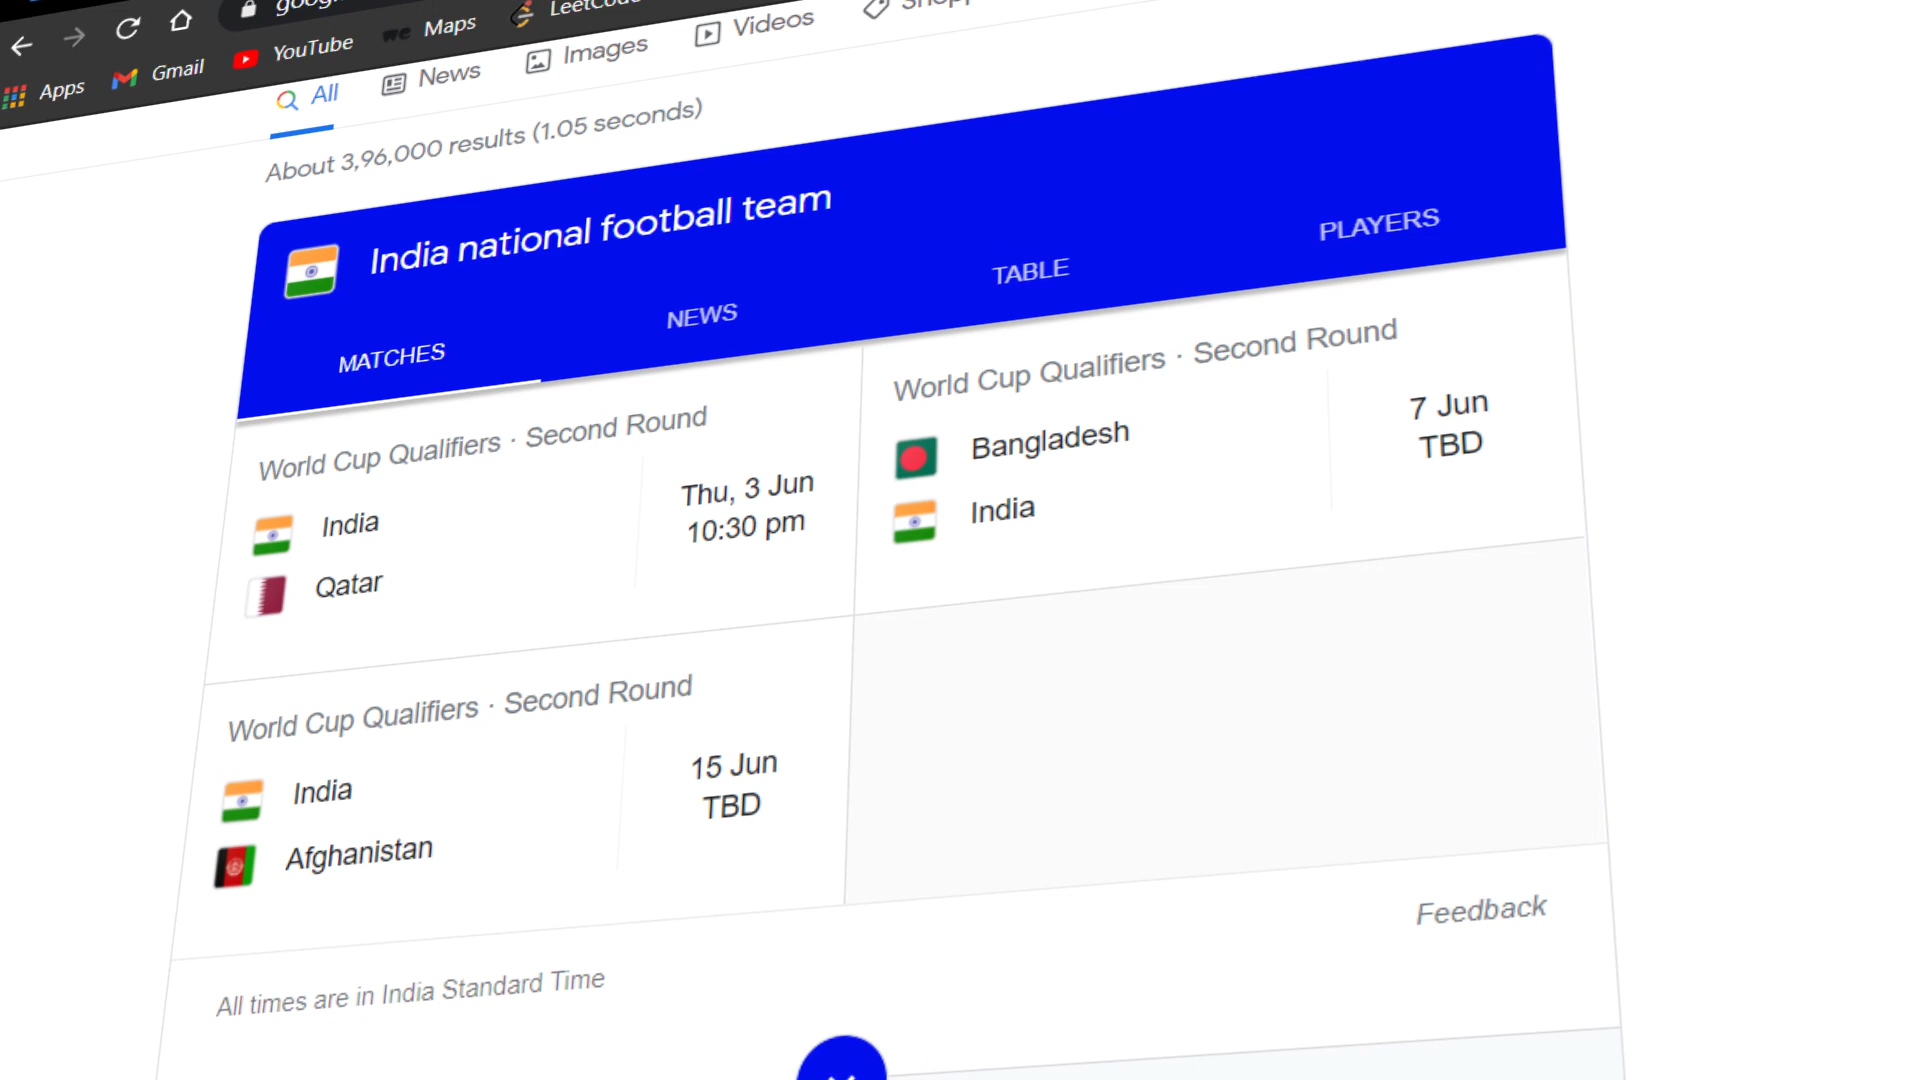 Apps
Gmail
YouTube
Maps
All
News
Images
Videos
About 3,96,000 results (1.05 seconds)
India national football team
MATCHES
NEWS
TABLE
PLAYERS
World Cup Qualifiers · Second Round
India
Qatar
Thu, 3 Jun
10:30 pm
World Cup Qualifiers · Second Round
Bangladesh
India
7 Jun
TBD
World Cup Qualifiers · Second Round
India
Afghanistan
15 Jun
TBD
Feedback
All times are in India Standard Time